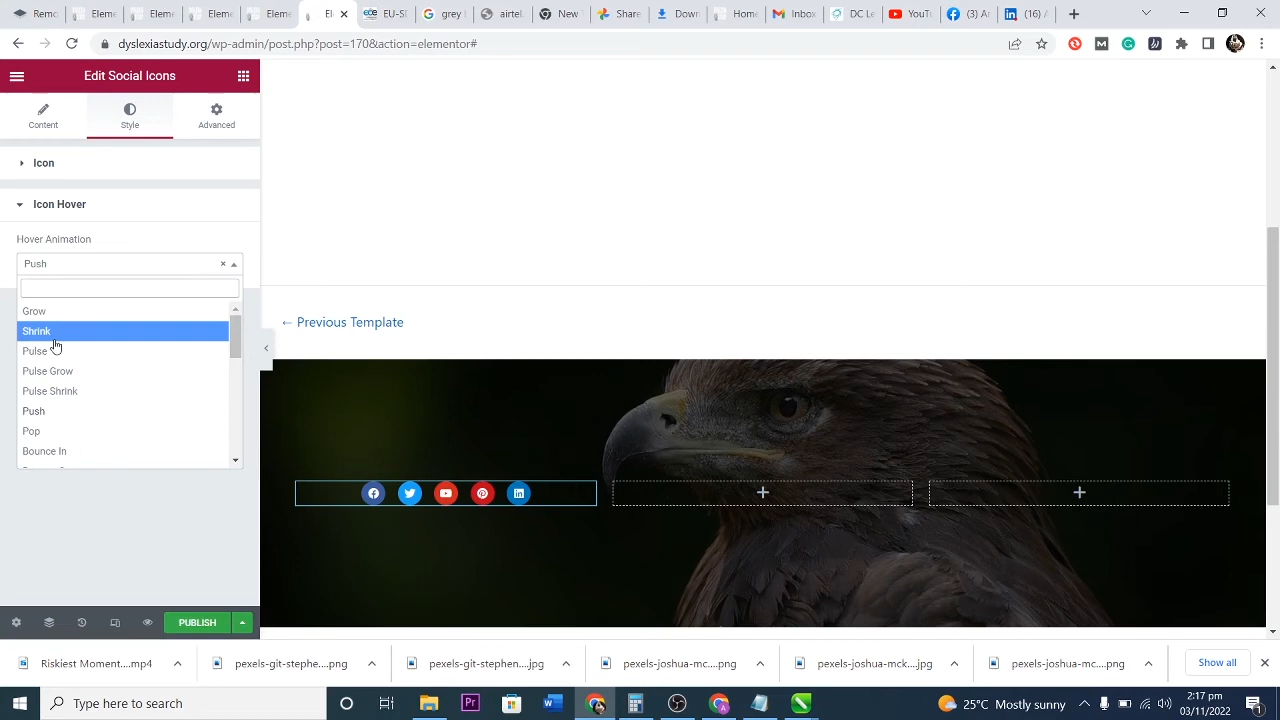 Remo
Eleme
Eleme
Eleme
Eleme
El
EU-S
grey l
airtel
New
Share
Down
Home
Inbox
DC Le
YouTu
(3) A
(16) /
dyslexiastudy.org/wp-admin/post.php?post=170&action=elementor#
Edit Social Icons
Content
Style
Advanced
Icon
Icon Hover
Hover Animation
Push
×
Grow
Shrink
Pulse
Pulse Grow
Pulse Shrink
Push
Pop
Bounce In
← Previous Template
PUBLISH
Riskiest Moment....mp4
pexels-git-stephe....png
pexels-git-stephen....jpg
pexels-joshua-mc....png
pexels-joshua-mck....jpg
pexels-joshua-mc....png
Show all
Type here to search
25°C Mostly sunny
2:17 pm
03/11/2022